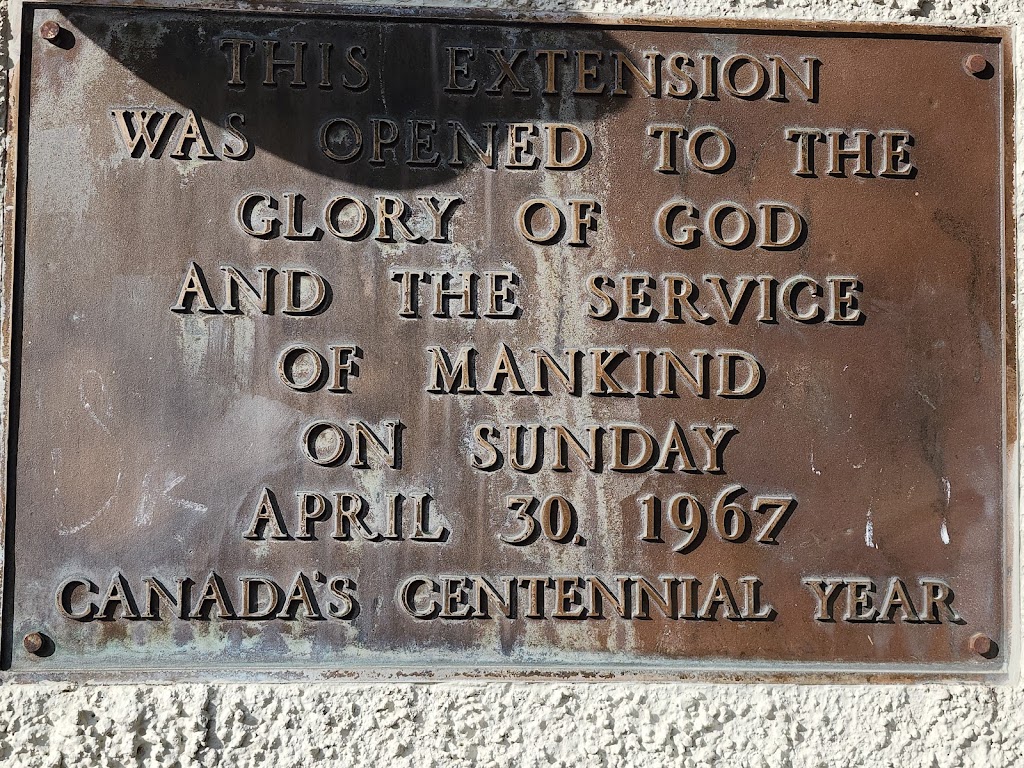 THIS EXTENSION
WAS OPENED TO THE
GLORY OF GOD
AND THE SERVICE
OF MANKIND
ON SUNDAY
APRIL 30. 1967
CANADA'S CENTENNIAL YEAR